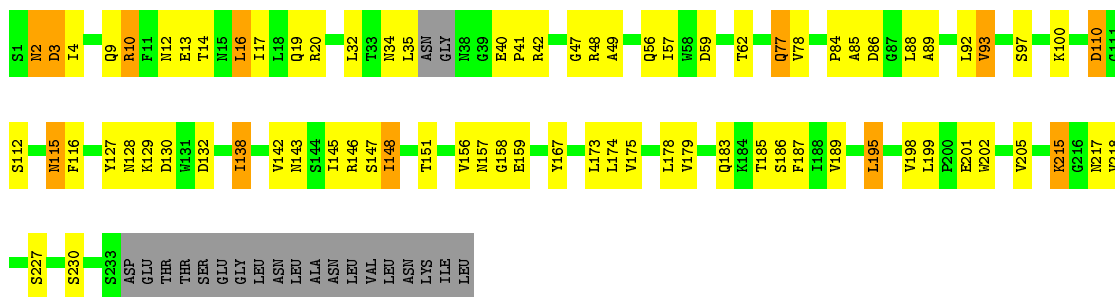 S1 N2 D3 I4 Q9 R10 F11 N12 E13 T14 N15 L16 I17 L18 Q19 R20 L32 T33 N34 L35 ASN GLY N38 G39 E40 P41 R42 G47 R48 A49 Q56 I57 W58 D59 T62 Q77 V78 P84 A85 D86 G87 L88 A89 L92 V93 S97 K100 D110 G111
S112 N115 F116 Y127 N128 K129 D130 W131 D132 I138 V142 N143 S144 I145 R146 S147 I148 T151 V156 N157 G158 E159 Y167 L173 L174 V175 L178 V179 Q183 K184 T185 S186 F187 I188 V189 L195 V198 L199 P200 E201 W202 V205 K215 G216 N217
S227 S230 S233 ASP GLU THR THR SER GLU GLY LEU ASN LEU ALA ASN LEU VAL LEU ASN LYS ILE LEU